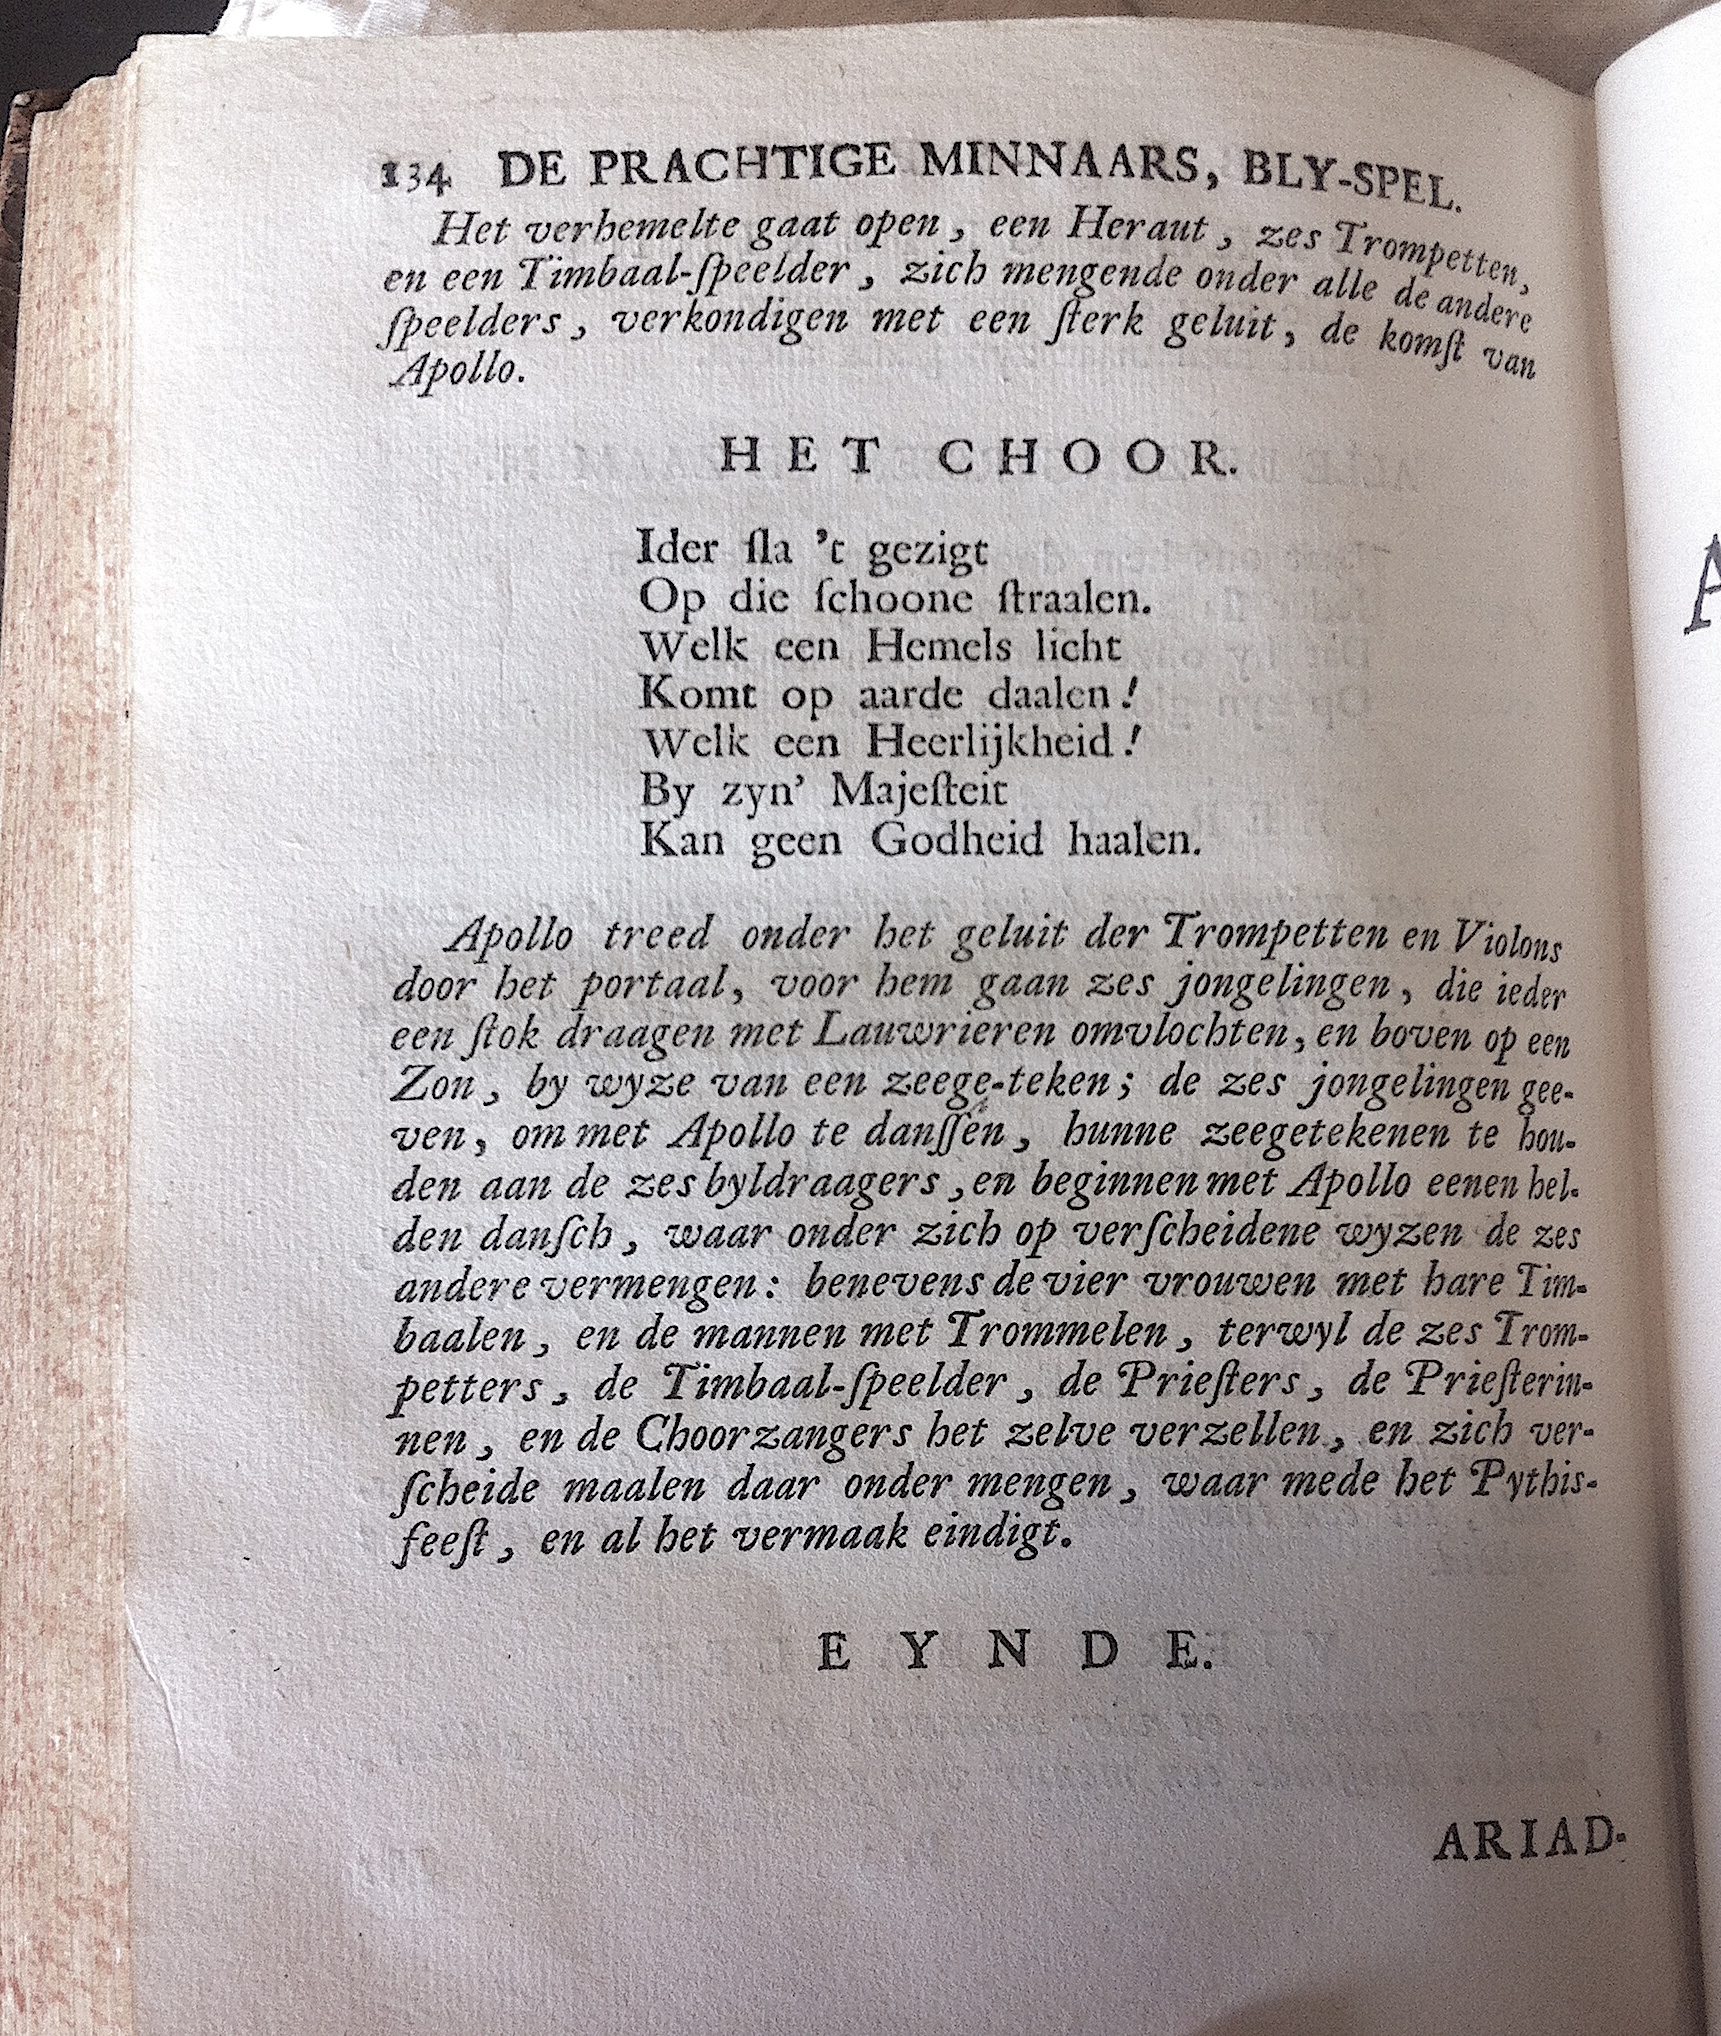 134 DE PRACHTIGE MINNAARS, BLY-SPEL.
Het verhemelte gaat open, een Heraut, zes Trompetten,
en een Timbaal-ſpeelder, zich mengende onder alle de andere
ſpeelders, verkondigen met een ſterk geluit, de komſt van
Apollo.
HET CHOOR.
Ider ſla 't gezigt
Op die ſchoone ſtraalen.
Welk een Hemels licht
Komt op aarde daalen!
Welk een Heerlijkheid!
By zyn' Majeſteit
Kan geen Godheid haalen.
Apollo treed onder het geluit der Trompetten en Violons
door het portaal, voor hem gaan zes jongelingen, die ieder
een ſtok draagen met Lauwrieren omvlochten, en boven op een
Zon, by wyze van een zeege-teken; de zes jongelingen gee-
ven, om met Apollo te danſſen, hunne zeegetekenen te hou-
den aan de zes byldraagers, en beginnen met Apollo eenen hel-
den danſch, waar onder zich op verſcheidene wyzen de zes
andere vermengen: benevens de vier vrouwen met hare Tim-
baalen, en de mannen met Trommelen, terwyl de zes Trom-
petters, de Timbaal-ſpeelder, de Prieſters, de Prieſterin-
nen, en de Choorzangers het zelve verzellen, en zich ver-
ſcheide maalen daar onder mengen, waar mede het Pythis-
feeſt, en al het vermaak eindigt.
EYNDE.
ARIAD-
A